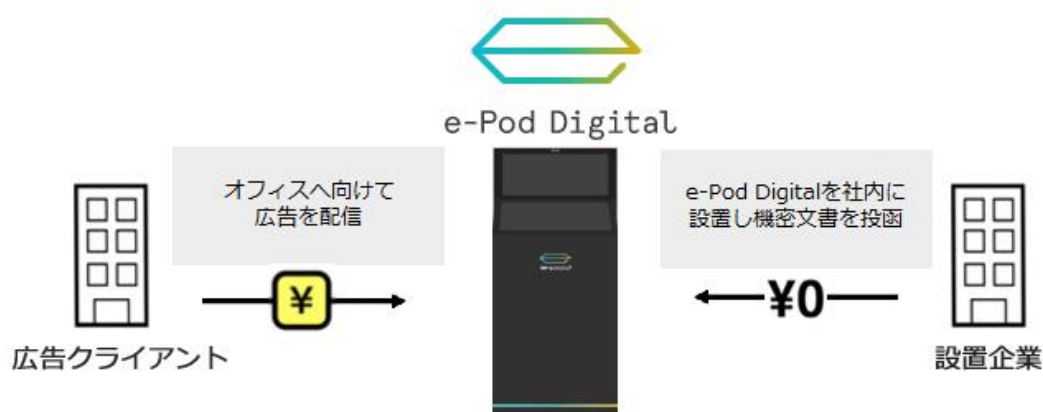 e-Pod Digital
オフィスへ向けて
広告を配信
e-Pod Digitalを社内に
設置し機密文書を投函
¥
¥0
広告クライアント
設置企業